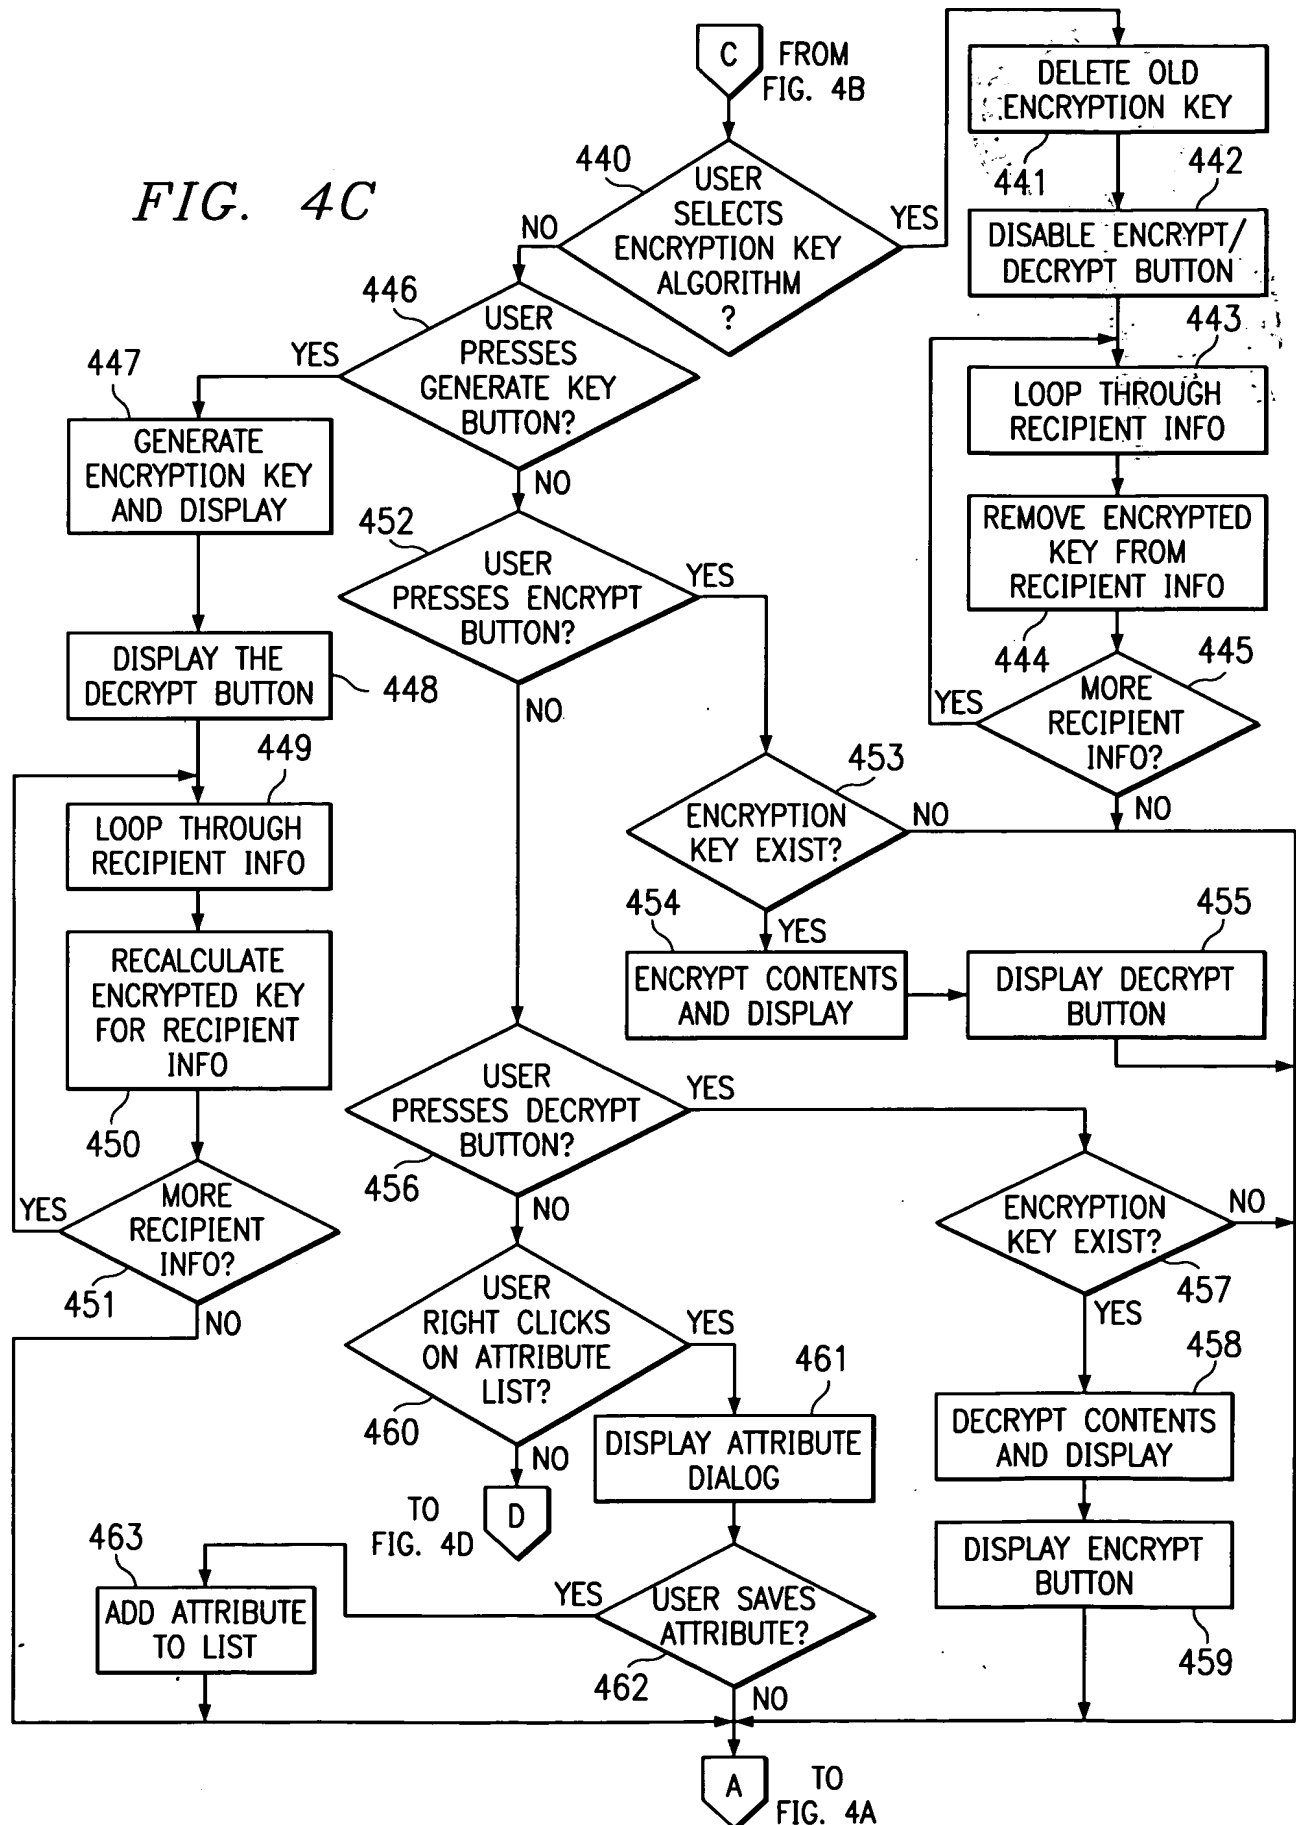 C
FROM
FIG. 4B
DELETE OLD
ENCRYPTION KEY
441
442
440
FIG. 4C
USER
SELECTS
ENCRYPTION KEY
ALGORITHM
?
NO
YES
DISABLE ENCRYPT/
DECRYPT BUTTON
443
446
USER
PRESSES
GENERATE KEY
BUTTON?
YES
NO
447
GENERATE
ENCRYPTION KEY
AND DISPLAY
LOOP THROUGH
RECIPIENT INFO
REMOVE ENCRYPTED
KEY FROM
RECIPIENT INFO
444
445
MORE
RECIPIENT
INFO?
YES
NO
452
USER
PRESSES ENCRYPT
BUTTON?
YES
NO
DISPLAY THE
DECRYPT BUTTON
448
449
LOOP THROUGH
RECIPIENT INFO
453
ENCRYPTION
KEY EXIST?
NO
YES
454
ENCRYPT CONTENTS
AND DISPLAY
455
DISPLAY DECRYPT
BUTTON
RECALCULATE
ENCRYPTED KEY
FOR RECIPIENT
INFO
450
USER
PRESSES DECRYPT
BUTTON?
YES
456
NO
MORE
RECIPIENT
INFO?
YES
451
NO
ENCRYPTION
KEY EXIST?
NO
457
YES
USER
RIGHT CLICKS
ON ATTRIBUTE
LIST?
YES
460
NO
461
DISPLAY ATTRIBUTE
DIALOG
458
DECRYPT CONTENTS
AND DISPLAY
TO
FIG. 4D
D
463
ADD ATTRIBUTE
TO LIST
YES
USER SAVES
ATTRIBUTE?
462
NO
DISPLAY ENCRYPT
BUTTON
459
A
TO
FIG. 4A